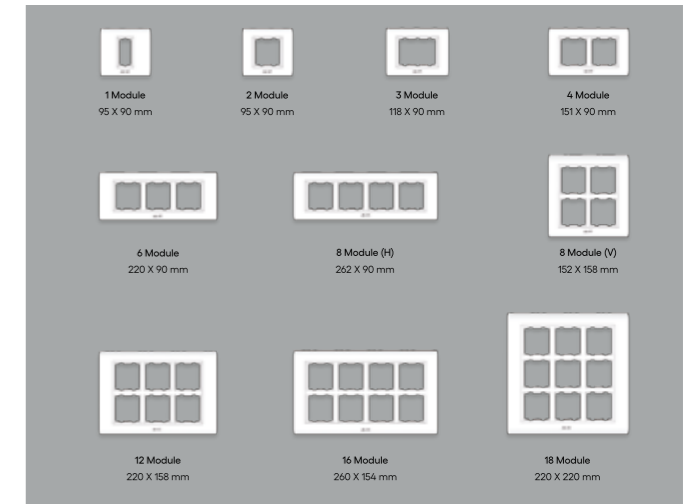 1 Module
95 X 90 mm
2 Module
95 X 90 mm
3 Module
118 X 90 mm
4 Module
151 X 90 mm
6 Module
220 X 90 mm
8 Module (H)
262 X 90 mm
8 Module (V)
152 X 158 mm
12 Module
220 X 158 mm
16 Module
260 X 154 mm
18 Module
220 X 220 mm